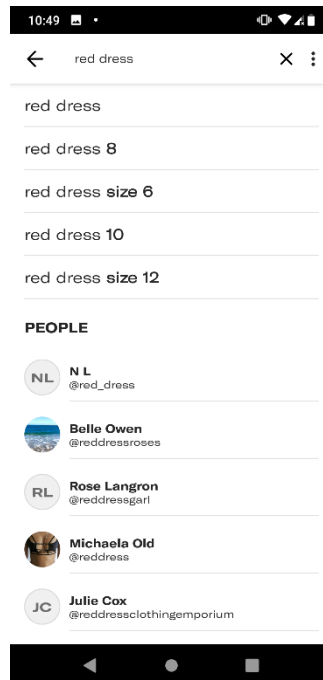 10:49
red dress
red dress
red dress 8
red dress size 6
red dress 10
red dress size 12
PEOPLE
NL
N L
@red_dress
Belle Owen
@reddressroses
RL
Rose Langron
@reddressgarl
Michaela Old
@reddress
JC
Julie Cox
@reddressclothingemporium